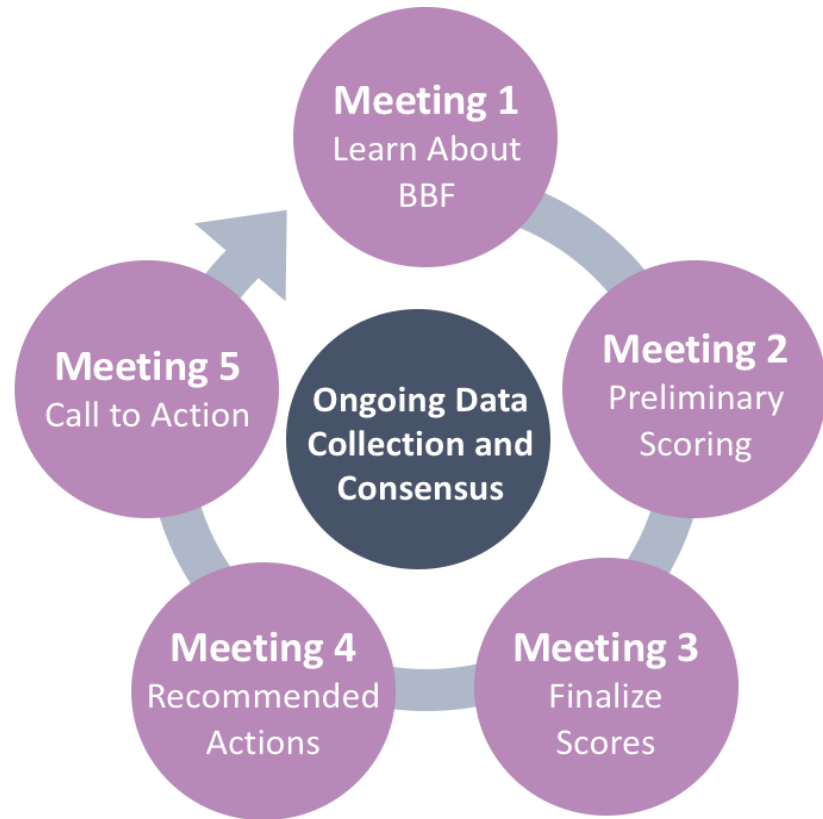 Meeting 1
Learn About
BBF
Meeting 2
Preliminary
Scoring
Meeting 3
Finalize
Scores
Meeting 4
Recommended
Actions
Meeting 5
Call to Action
Ongoing Data
Collection and
Consensus